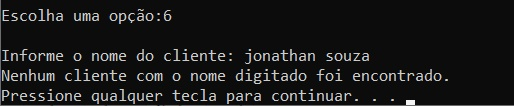 Escolha uma opção:6
Informe o nome do cliente: jonathan souza
Nenhum cliente com o nome digitado foi encontrado.
Pressione qualquer tecla para continuar. . .